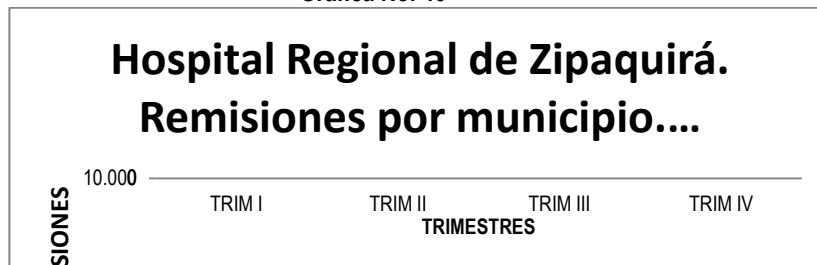 Hospital Regional de Zipaquirá.
Remisiones por municipio....
10.000
TRIM I TRIM II TRIM III TRIM IV
TRIMESTRES
SIONES